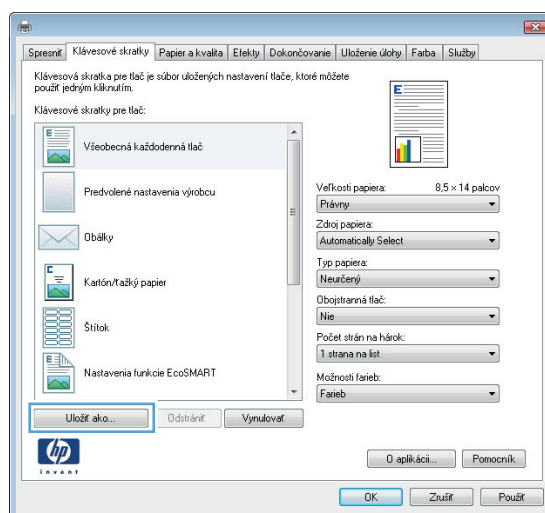 Spresniť Klávesové skratky Papier a kvalita Efekty Dokončovanie Uloženie úlohy Farba Služby
Klávesová skratka pre tlač je súbor uložených nastavení tlače, ktoré môžete
použiť jedným kliknutím.
Klávesové skratky pre tlač:
Všeobecná každodenná tlač
Predvolené nastavenia výrobcu
Obálky
Kartón/ťažký papier
Štítok
Nastavenia funkcie EcoSMART
Uložiť ako... Odstrániť Vynulovať
E
Veľkosti papiera: 8,5 × 14 palcov
Právny
Zdroj papiera:
Automatically Select
Typ papiera:
Neurčený
Obojstranná tlač:
Nie
Počet strán na hárok:
1 strana na list
Možnosti farieb:
Farieb
hp
invent
O aplikácii... Pomocník
OK Zrušiť Použiť